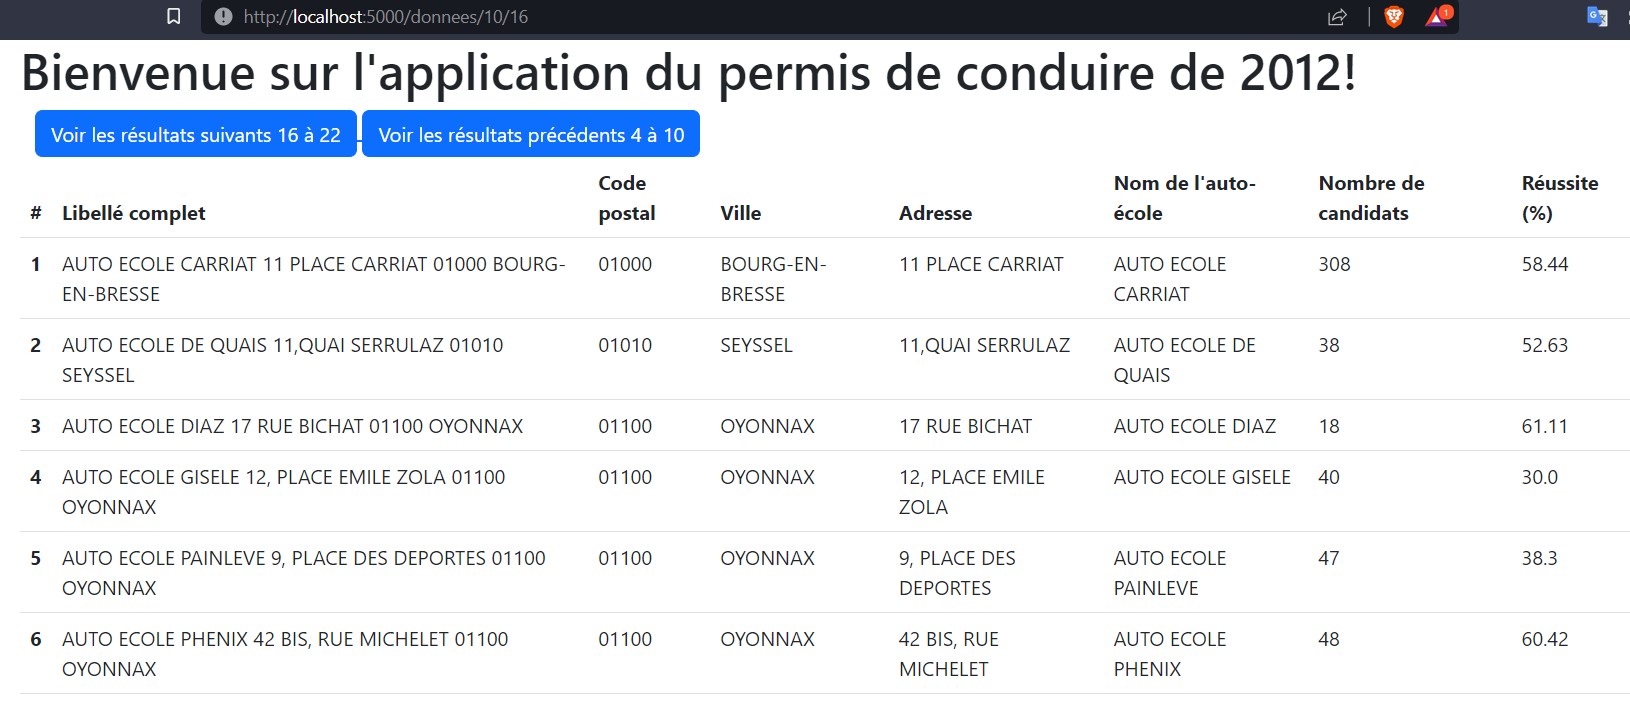 http://localhost:5000/donnees/10/16
1
Bienvenue sur l'application du permis de conduire de 2012!
Voir les résultats suivants 16 à 22 Voir les résultats précédents 4 à 10
# Libellé complet Code postal Ville Adresse Nom de l'auto-école Nombre de candidats Réussite (%)
1 AUTO ECOLE CARRIAT 11 PLACE CARRIAT 01000 BOURG-EN-BRESSE 01000 BOURG-EN-BRESSE 11 PLACE CARRIAT AUTO ECOLE CARRIAT 308 58.44
2 AUTO ECOLE DE QUAIS 11,QUAI SERRULAZ 01010 SEYSSEL 01010 SEYSSEL 11,QUAI SERRULAZ AUTO ECOLE DE QUAIS 38 52.63
3 AUTO ECOLE DIAZ 17 RUE BICHAT 01100 OYONNAX 01100 OYONNAX 17 RUE BICHAT AUTO ECOLE DIAZ 18 61.11
4 AUTO ECOLE GISELE 12, PLACE EMILE ZOLA 01100 OYONNAX 01100 OYONNAX 12, PLACE EMILE ZOLA AUTO ECOLE GISELE 40 30.0
5 AUTO ECOLE PAINLEVE 9, PLACE DES DEPORTES 01100 OYONNAX 01100 OYONNAX 9, PLACE DES DEPORTES AUTO ECOLE PAINLEVE 47 38.3
6 AUTO ECOLE PHENIX 42 BIS, RUE MICHELET 01100 OYONNAX 01100 OYONNAX 42 BIS, RUE MICHELET AUTO ECOLE PHENIX 48 60.42